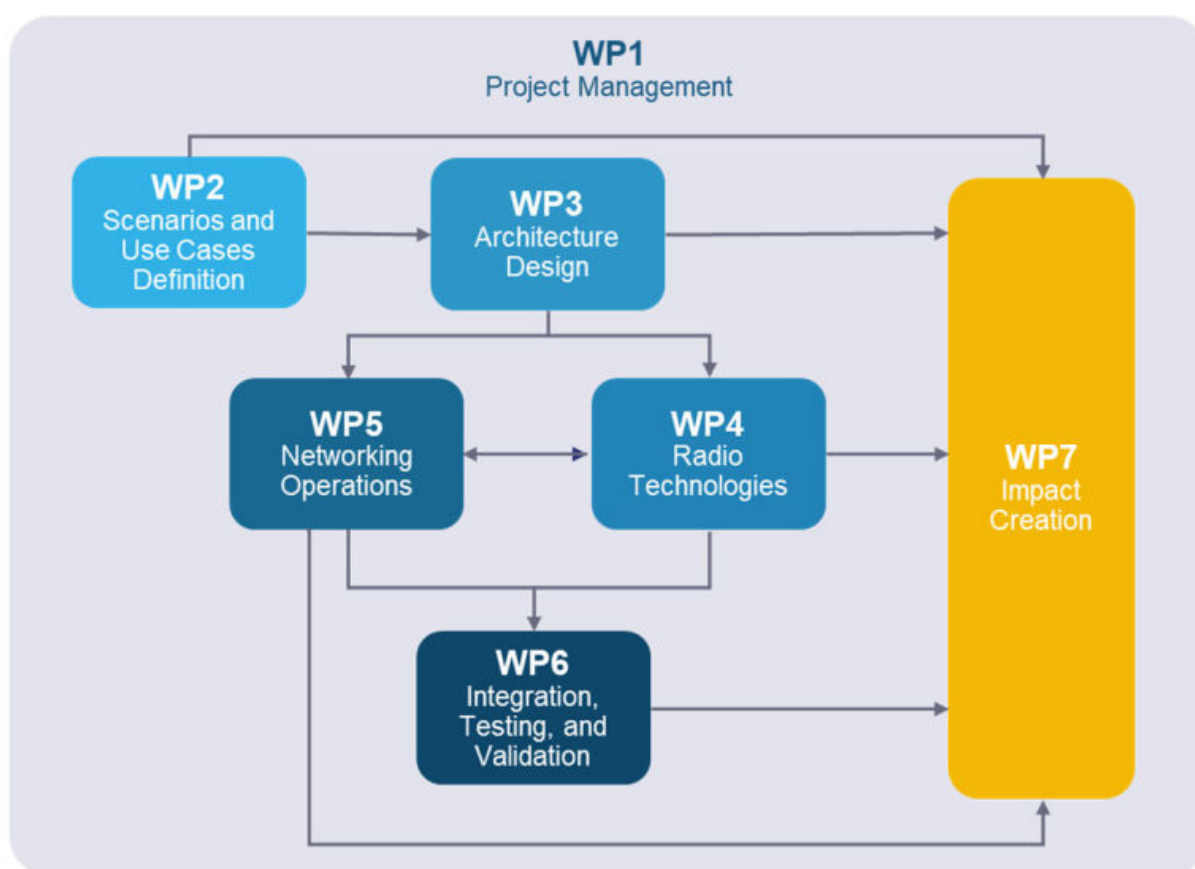 WP1
Project Management
WP2
Scenarios and
Use Cases
Definition
WP3
Architecture
Design
WP5
Networking
Operations
WP4
Radio
Technologies
WP7
Impact
Creation
WP6
Integration,
Testing, and
Validation